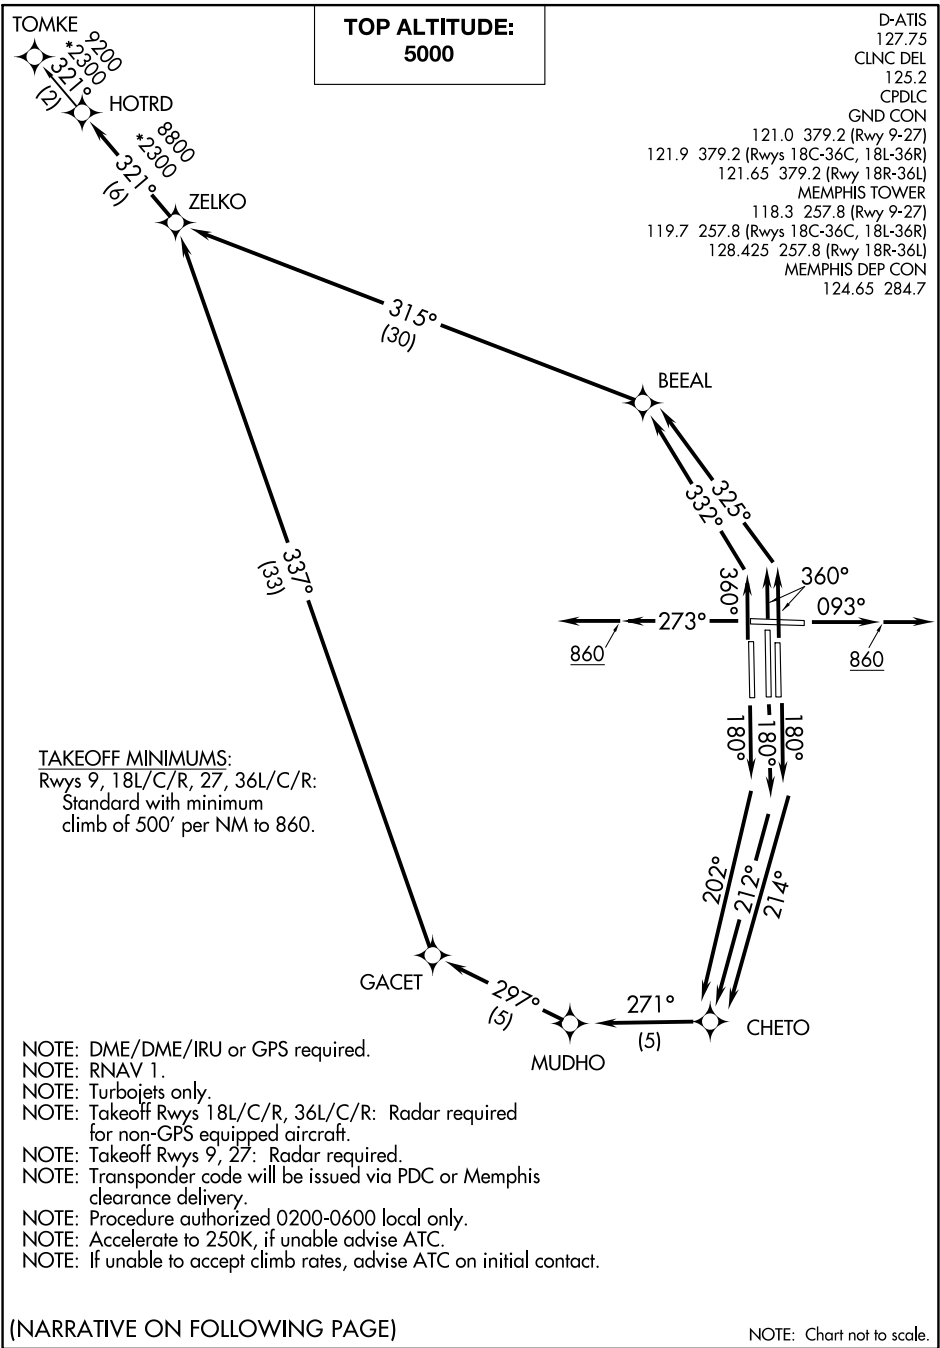 TOP ALTITUDE:
5000
D-ATIS
127.75
CLNC DEL
125.2
CPDLC
GND CON
121.0 379.2 (Rwy 9-27)
121.9 379.2 (Rwys 18C-36C, 18L-36R)
121.65 379.2 (Rwy 18R-36L)
MEMPHIS TOWER
118.3 257.8 (Rwy 9-27)
119.7 257.8 (Rwys 18C-36C, 18L-36R)
128.425 257.8 (Rwy 18R-36L)
MEMPHIS DEP CON
124.65 284.7
TOMKE
9200
*2300
321°
(2)
HOTRD
8800
*2300
321°
(6)
ZELKO
315°
(30)
BEEAL
325°
332°
337°
(33)
360°
360°
273°
093°
860
860
180°
180°
180°
TAKEOFF MINIMUMS:
Rwys 9, 18L/C/R, 27, 36L/C/R:
Standard with minimum
climb of 500' per NM to 860.
202°
212°
214°
GACET
297°
(5)
MUDHO
271°
(5)
CHETO
NOTE: DME/DME/IRU or GPS required.
NOTE: RNAV 1.
NOTE: Turbojets only.
NOTE: Takeoff Rwys 18L/C/R, 36L/C/R: Radar required
for non-GPS equipped aircraft.
NOTE: Takeoff Rwys 9, 27: Radar required.
NOTE: Transponder code will be issued via PDC or Memphis
clearance delivery.
NOTE: Procedure authorized 0200-0600 local only.
NOTE: Accelerate to 250K, if unable advise ATC.
NOTE: If unable to accept climb rates, advise ATC on initial contact.
(NARRATIVE ON FOLLOWING PAGE)
NOTE: Chart not to scale.